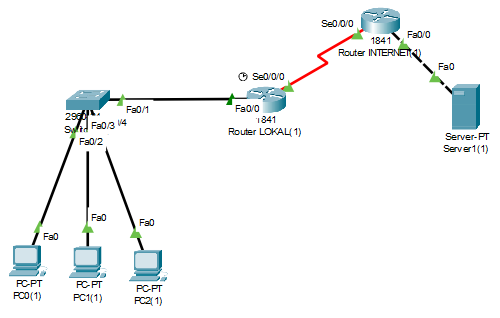 Se0/0/0
1841
Router INTERNET(1)
Fa0/0
Fa0
Server-PT
Server1(1)
Se0/0/0
Fa0/0
1841
Router LOKAL(1)
Fa0/1
2960
Fa0/3
/4
Fa0/2
Fa0
Fa0
Fa0
PC-PT
PC0(1)
PC-PT
PC1(1)
PC-PT
PC2(1)